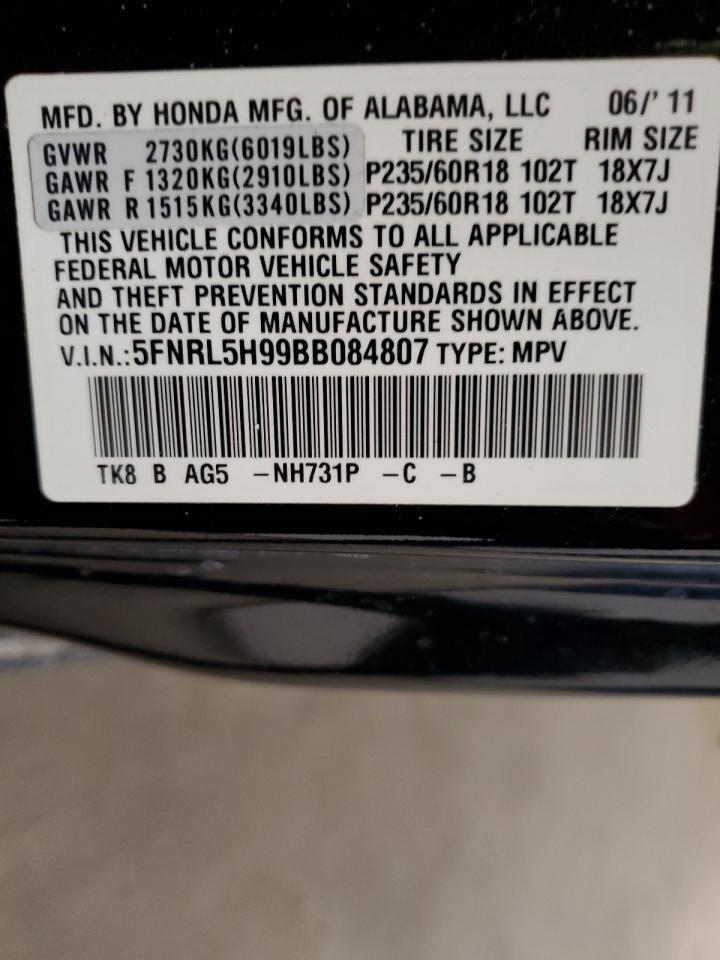 MFD. BY HONDA MFG. OF ALABAMA, LLC 06/'11
GVWR 2730KG(6019LBS) TIRE SIZE RIM SIZE
GAWR F 1320KG(2910LBS) P235/60R18 102T 18X7J
GAWR R 1515KG(3340LBS) P235/60R18 102T 18X7J
THIS VEHICLE CONFORMS TO ALL APPLICABLE
FEDERAL MOTOR VEHICLE SAFETY
AND THEFT PREVENTION STANDARDS IN EFFECT
ON THE DATE OF MANUFACTURE SHOWN ABOVE.
V.I.N.:5FNRL5H99BB084807 TYPE: MPV
TK8 B AG5 -NH731P -C -B